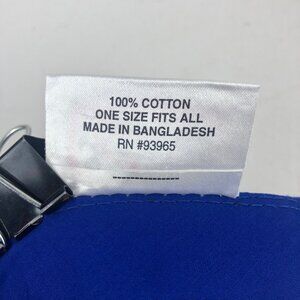 100% COTTON
ONE SIZE FITS ALL
MADE IN BANGLADESH
RN #93965
----------------